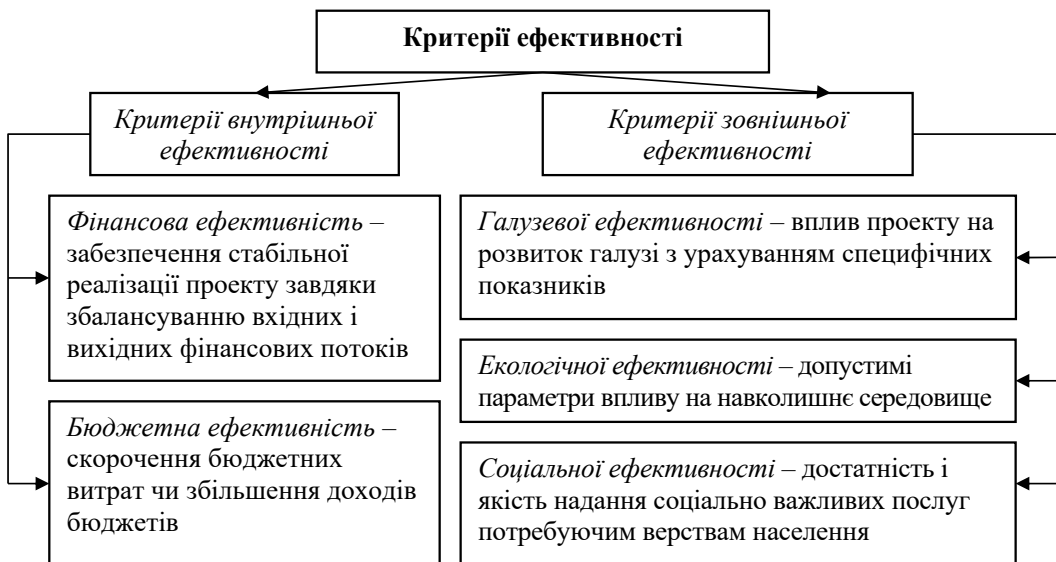 Критерії ефективності
Критерії внутрішньої
ефективності
Критерії зовнішньої
ефективності
Фінансова ефективність –
забезпечення стабільної
реалізації проекту завдяки
збалансуванню вхідних і
вихідних фінансових потоків
Бюджетна ефективність –
скорочення бюджетних
витрат чи збільшення доходів
бюджетів
Галузевої ефективності – вплив проекту на
розвиток галузі з урахуванням специфічних
показників
Екологічної ефективності – допустимі
параметри впливу на навколишнє середовище
Соціальної ефективності – достатність і
якість надання соціально важливих послуг
потребуючим верствам населення